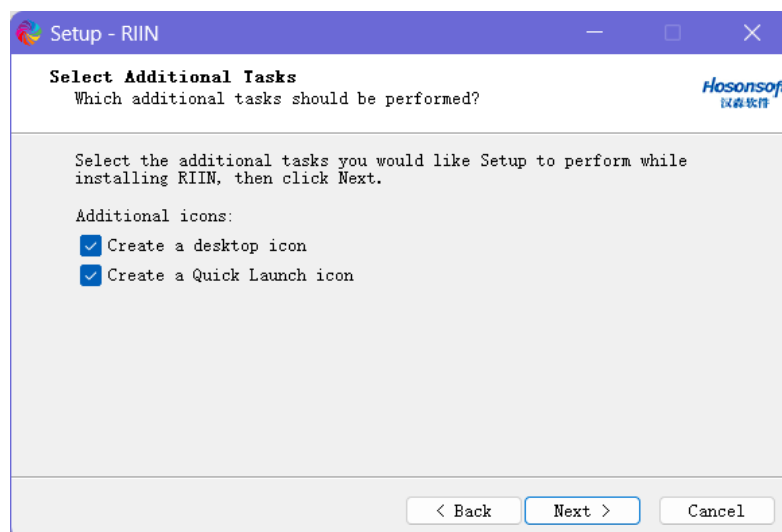 Setup - RIIN
Select Additional Tasks
Which additional tasks should be performed?
Hosonsoft
汉森软件
Select the additional tasks you would like Setup to perform while
installing RIIN, then click Next.
Additional icons:
Create a desktop icon
Create a Quick Launch icon
< Back
Next >
Cancel